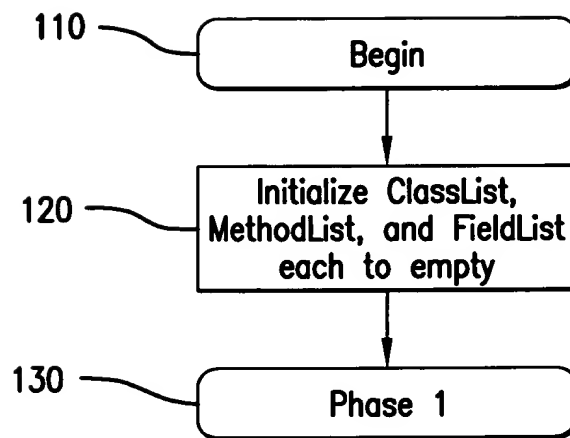 110
Begin
120
Initialize ClassList,
MethodList, and FieldList
each to empty
130
Phase 1